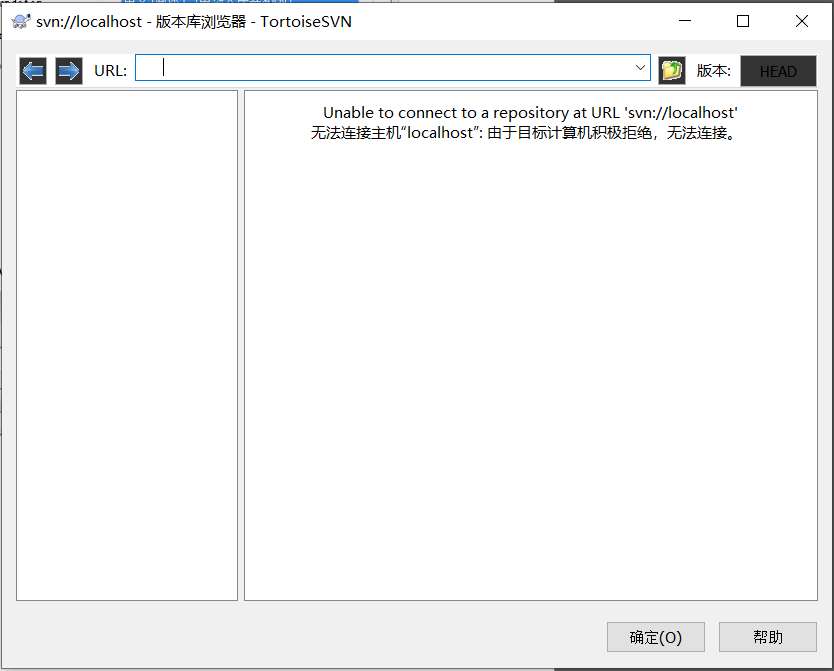 svn://localhost - 版本库浏览器 - TortoiseSVN
URL:
版本:
HEAD
Unable to connect to a repository at URL 'svn://localhost'
无法连接主机“localhost”: 由于目标计算机积极拒绝，无法连接。
确定(O)
帮助